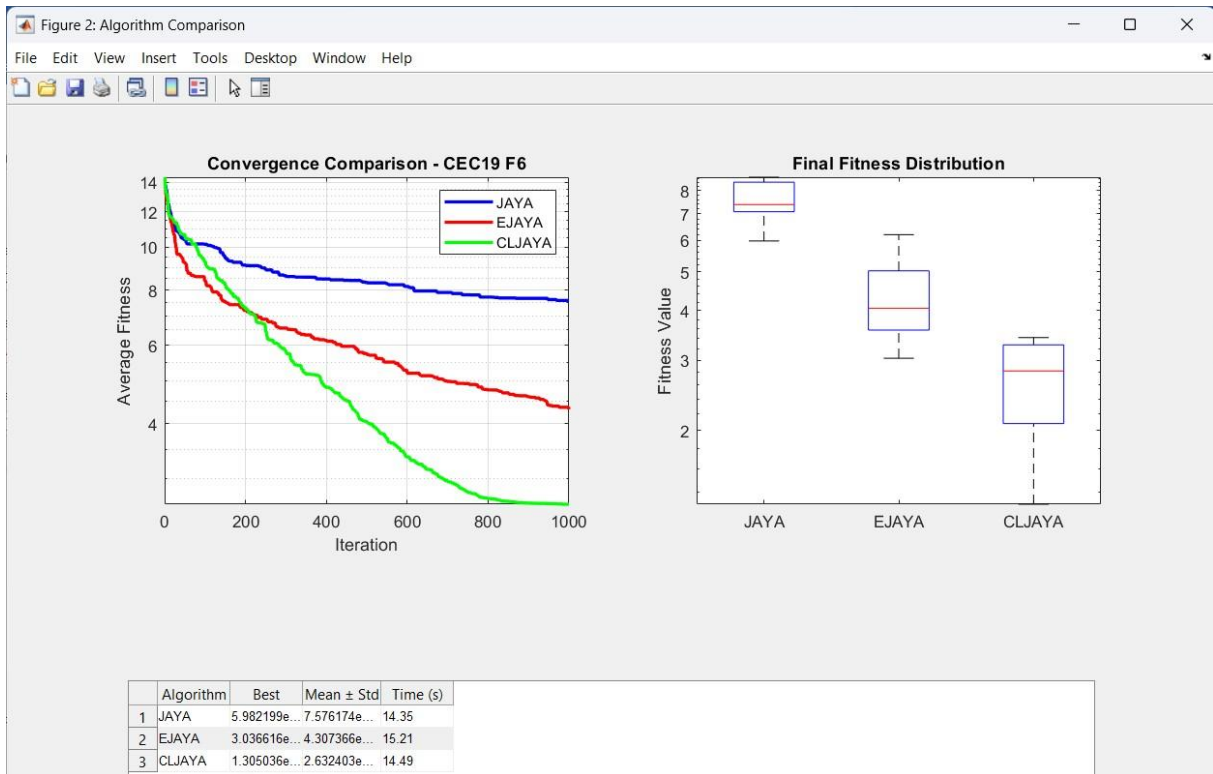 Figure 2: Algorithm Comparison
File Edit View Insert Tools Desktop Window Help
Convergence Comparison - CEC19 F6
14
12
10
8
6
4
Average Fitness
0 200 400 600 800 1000
Iteration
JAYA
EJAYA
CLJAYA
Final Fitness Distribution
8
7
6
5
4
3
2
Fitness Value
JAYA EJAYA CLJAYA
Algorithm Best Mean ± Std Time (s)
1 JAYA 5.982199e... 7.576174e... 14.35
2 EJAYA 3.036616e... 4.307366e... 15.21
3 CLJAYA 1.305036e... 2.632403e... 14.49